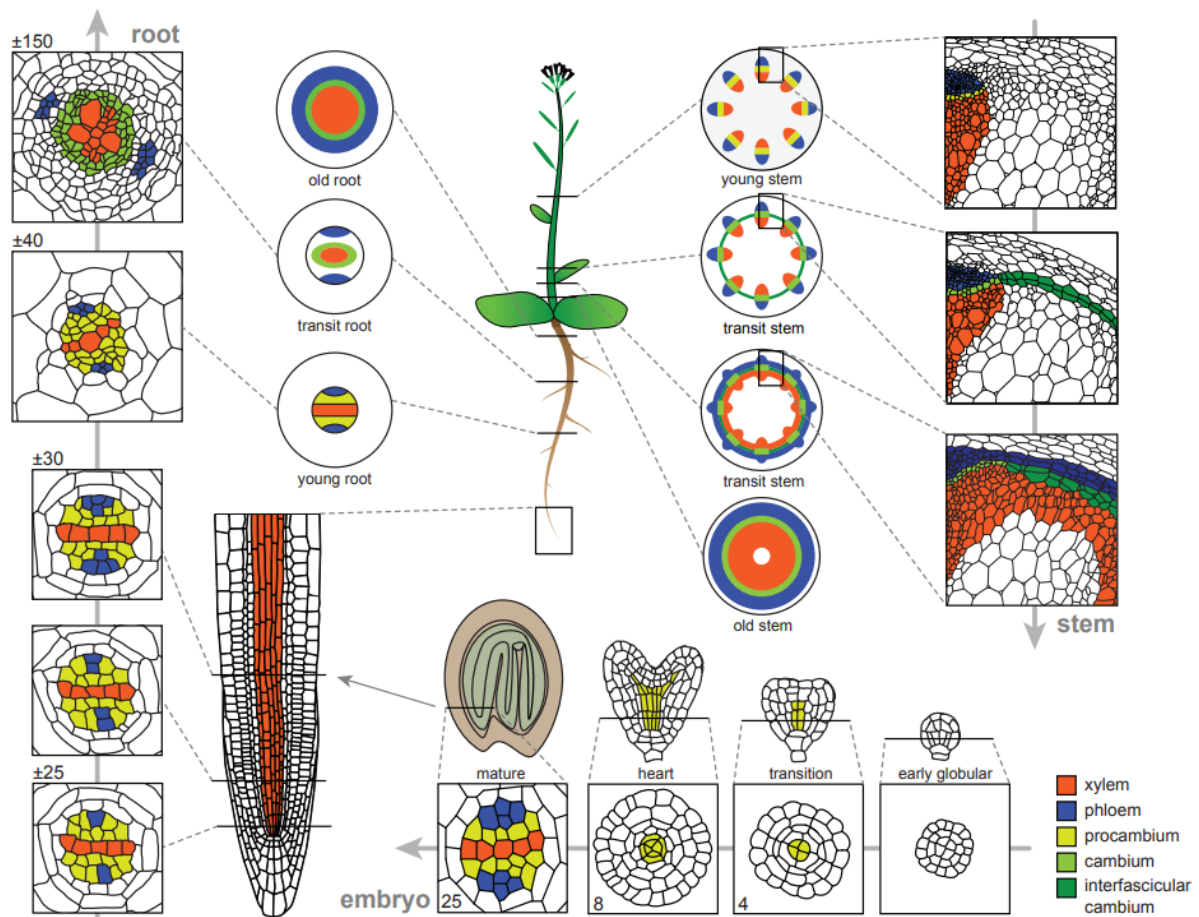 root
±150
±40
±30
±25
old root
transit root
young root
young stem
transit stem
transit stem
old stem
stem
mature
heart
transition
early globular
embryo
25
8
4
xylem
phloem
procambium
cambium
interfascicular
cambium